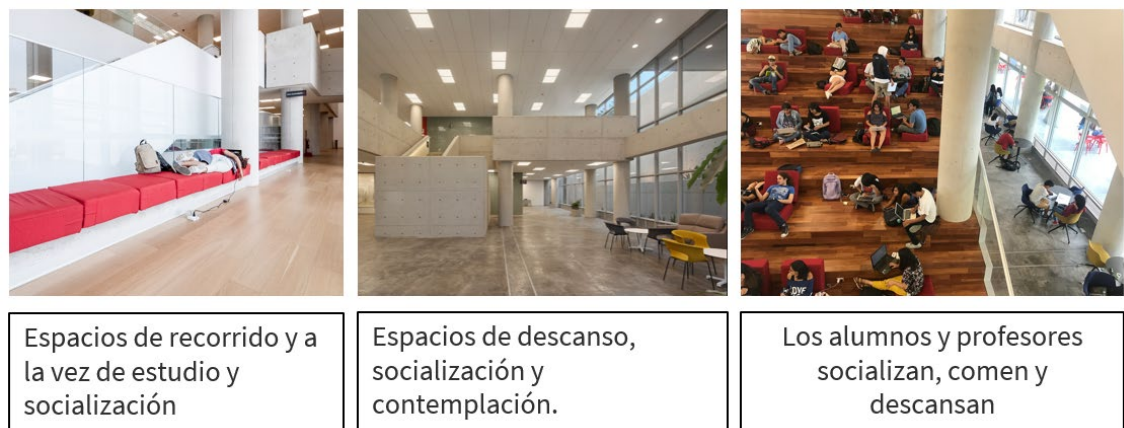 Espacios de recorrido y a
la vez de estudio y
socialización
Espacios de descanso,
socialización y
contemplación.
Los alumnos y profesores
socializan, comen y
descansan